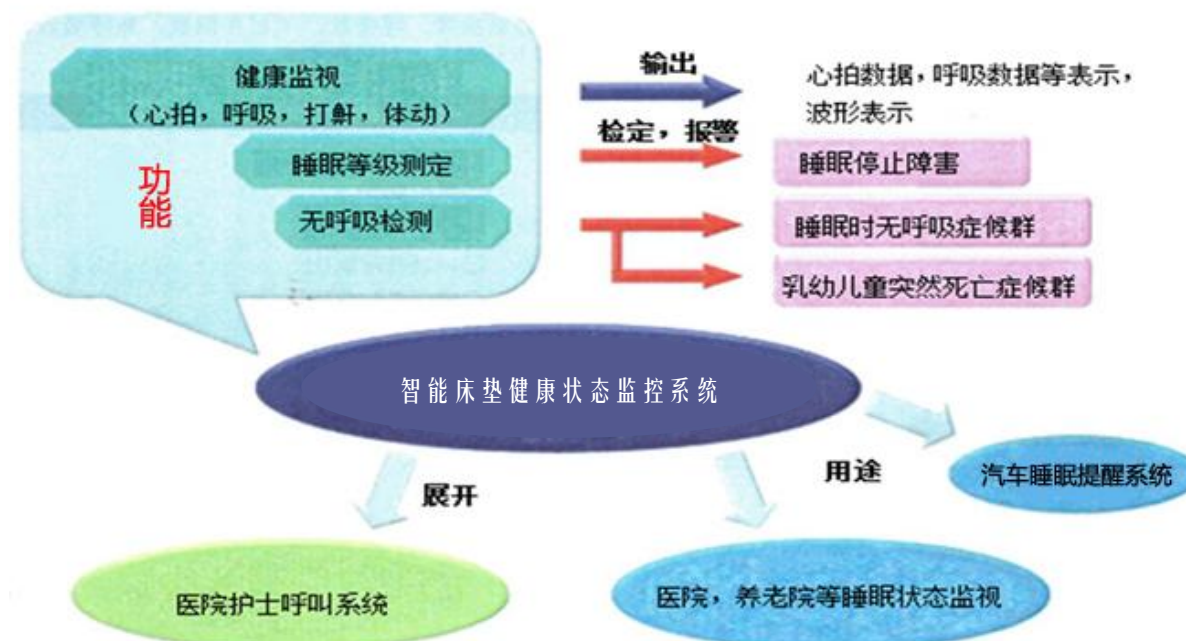 健康监视
（心拍，呼吸，打鼾，体动）
睡眠等级测定
无呼吸检测
功
能
输出
检定，报警
心拍数据，呼吸数据等表示，
波形表示
睡眠停止障害
睡眠时无呼吸症候群
乳幼儿童突然死亡症候群
智能床垫健康状态监控系统
展开
用途
汽车睡眠提醒系统
医院护士呼叫系统
医院，养老院等睡眠状态监视